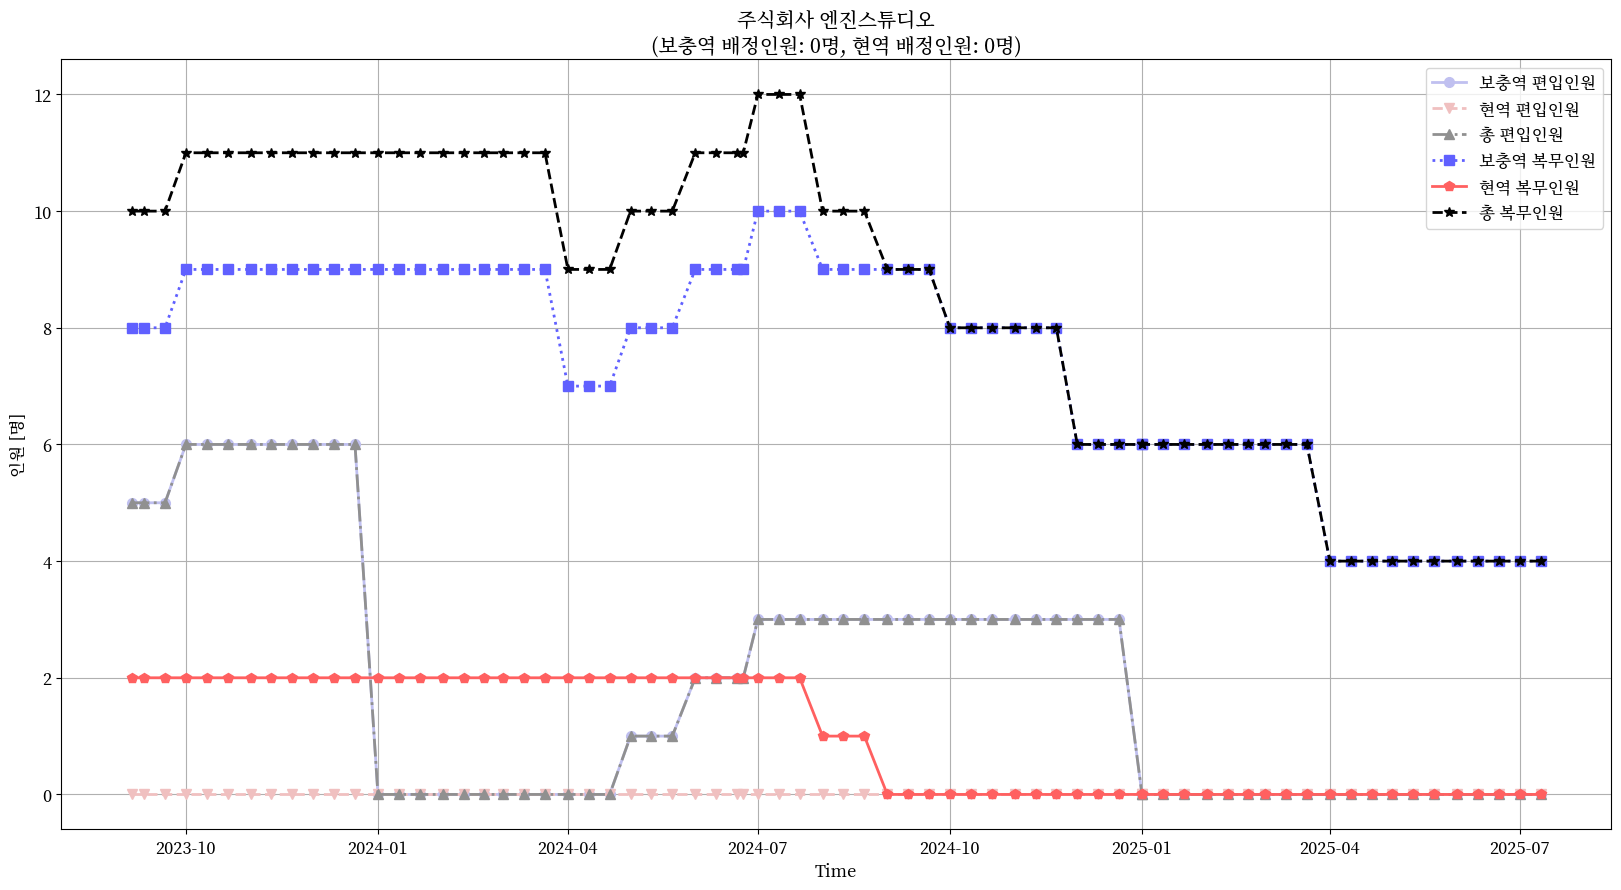 주식회사 엔진스튜디오
(보충역 배정인원: 0명, 현역 배정인원: 0명)
보충역 편입인원
현역 편입인원
총 편입인원
보충역 복무인원
현역 복무인원
총 복무인원
인원 [명]
12
10
8
6
4
2
0
2023-10
2024-01
2024-04
2024-07
2024-10
2025-01
2025-04
2025-07
Time